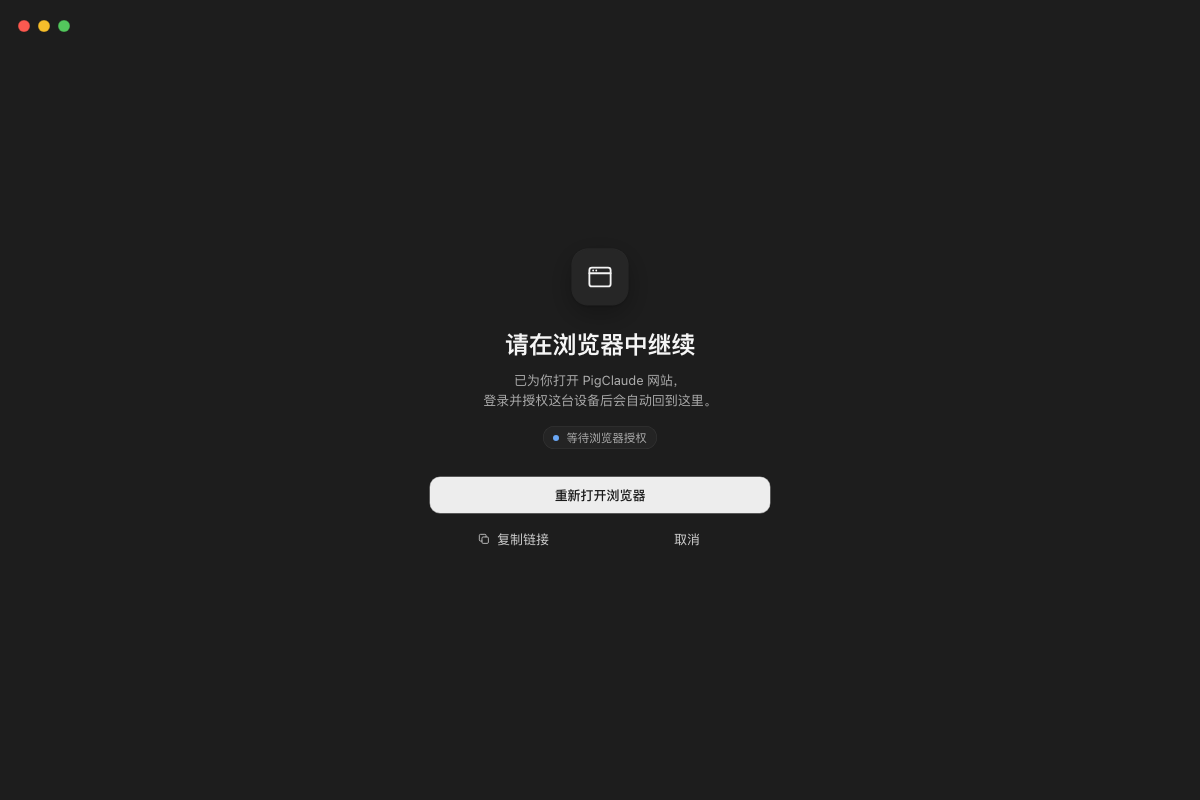 请在浏览器中继续
已为你打开 PigClaude 网站，
登录并授权这台设备后会自动回到这里。
等待浏览器授权
重新打开浏览器
复制链接
取消